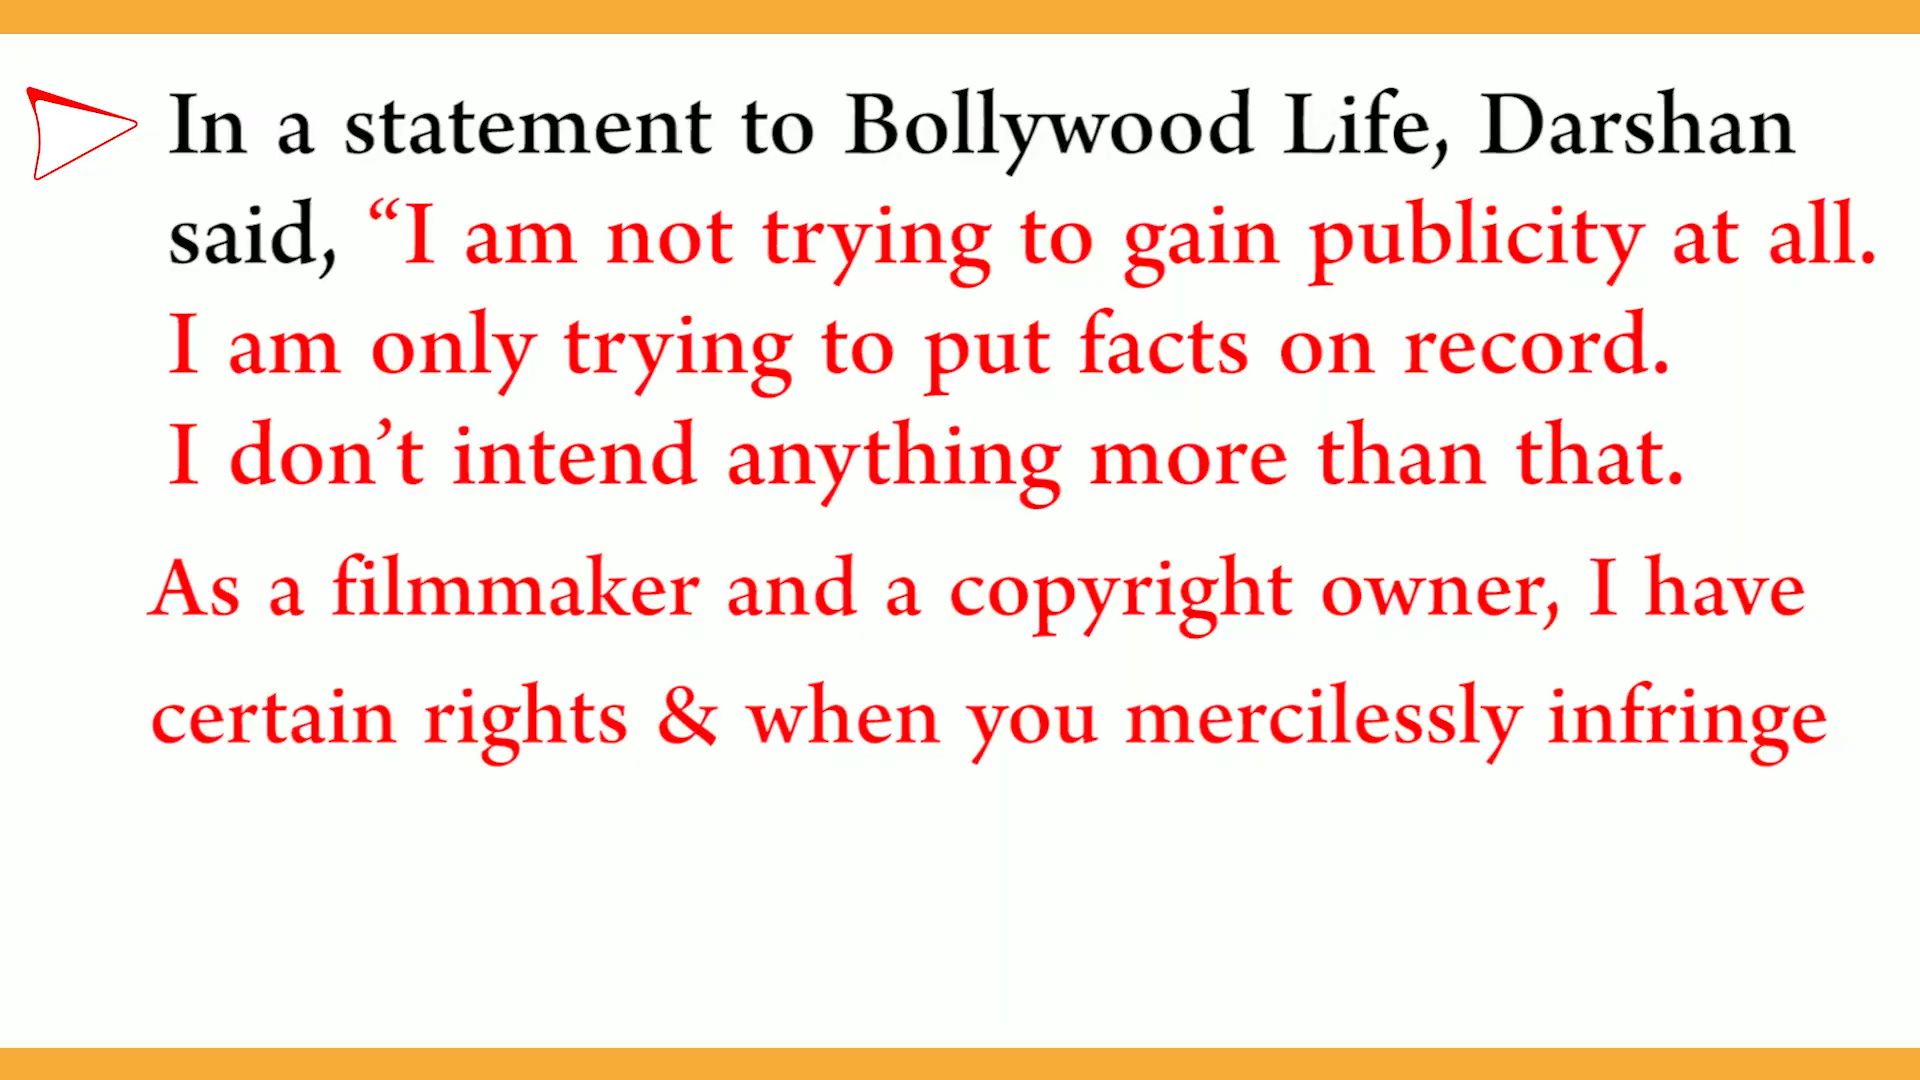 In a statement to Bollywood Life, Darshan
said, “I am not trying to gain publicity at all.
I am only trying to put facts on record.
I don’t intend anything more than that.
As a filmmaker and a copyright owner, I have
certain rights & when you mercilessly infringe